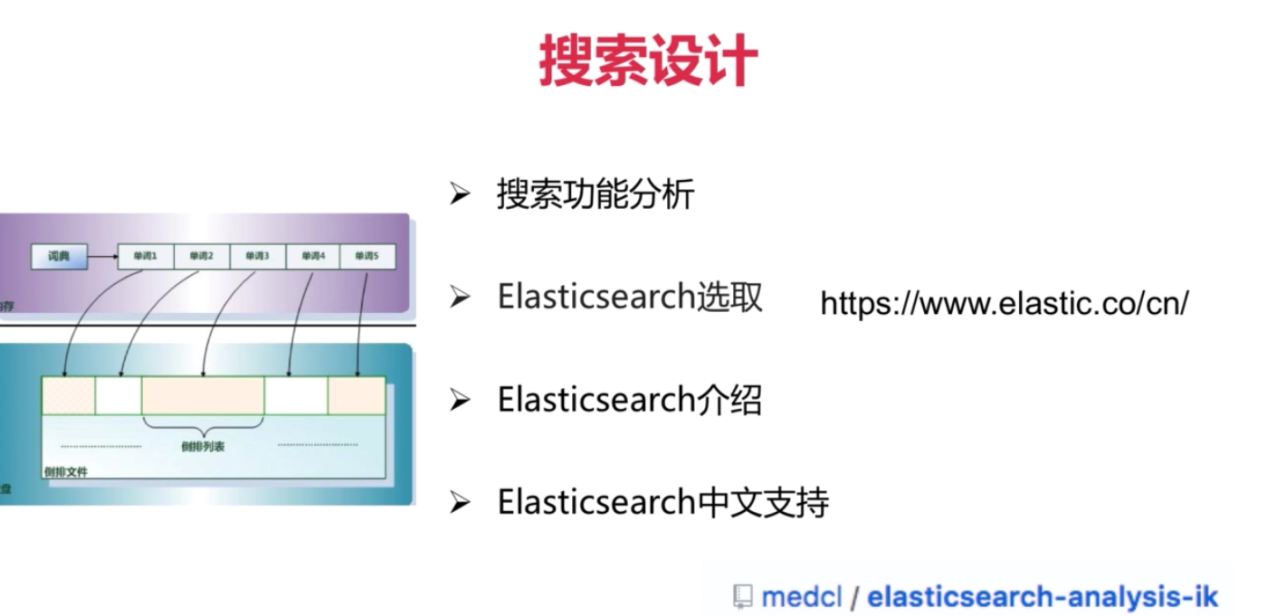 搜索设计
搜索功能分析
Elasticsearch选取 https://www.elastic.co/cn/
Elasticsearch介绍
Elasticsearch中文支持
medcl / elasticsearch-analysis-ik
词典 单词1 单词2 单词3 单词4 单词5
存
倒排列表
倒排文件
盘